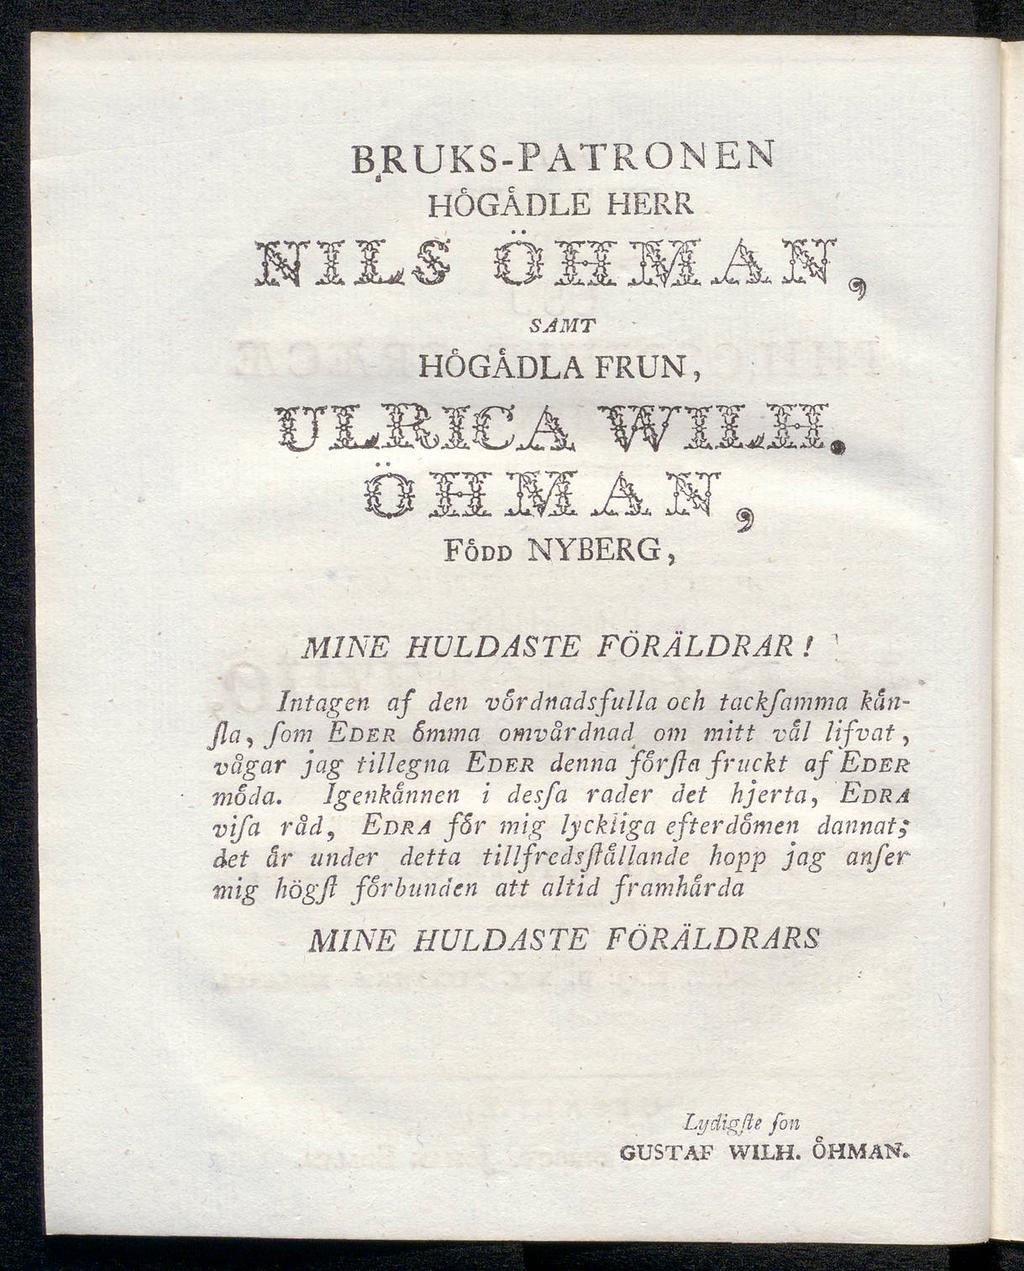 BRUKS-PATRONEN
HÖGÄDLE HERR
NILS ÖHMAN,
SAMT
HÖGÄDLA FRUN,
ULRICA WILH.
ÖHMAN,
FöDD NYBERG,
MINE HULDASTE FÖRÄLDRAR!
Intagen af den vördnadsfulla och tackſamma kän-
ſla, ſom EDER ömma omvårdnad om mitt väl lifvat,
vågar jag tillegna EDER denna förſta fruckt af EDER
möda. Igenkännen i desſa rader det hjerta, EDRA
viſa råd, EDRA för mig lyckliga efterdömen dannat;
det är under detta tillfredsſtällande hopp jag anſer
mig högſt förbunden att altid framhärda
MINE HULDASTE FÖRÄLDRARS
Lydigſte ſon
GUSTAF WILH. ÖHMAN.